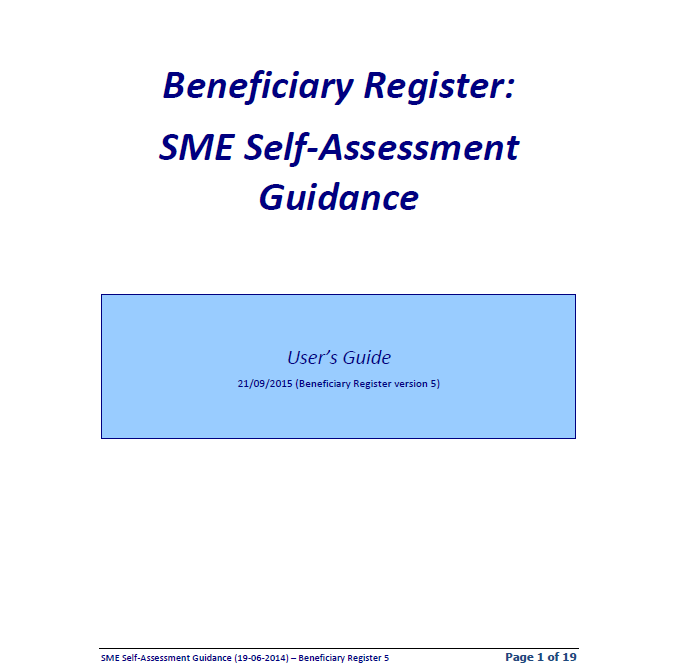 Beneficiary Register:
SME Self-Assessment
Guidance
User's Guide
21/09/2015 (Beneficiary Register version 5)
SME Self-Assessment Guidance (19-06-2014) – Beneficiary Register 5 Page 1 of 19